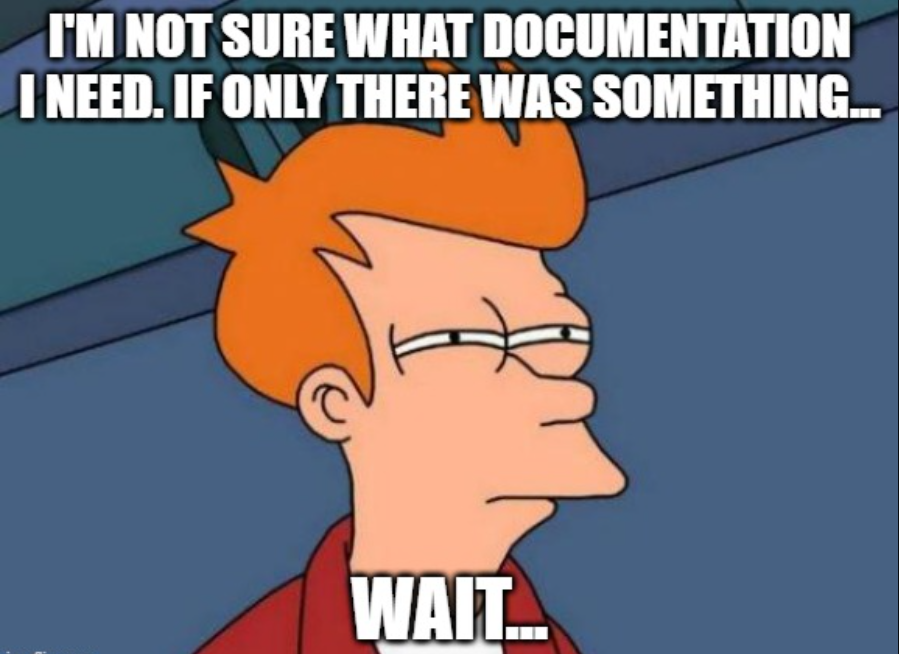 I'M NOT SURE WHAT DOCUMENTATION
I NEED. IF ONLY THERE WAS SOMETHING...
WAIT...